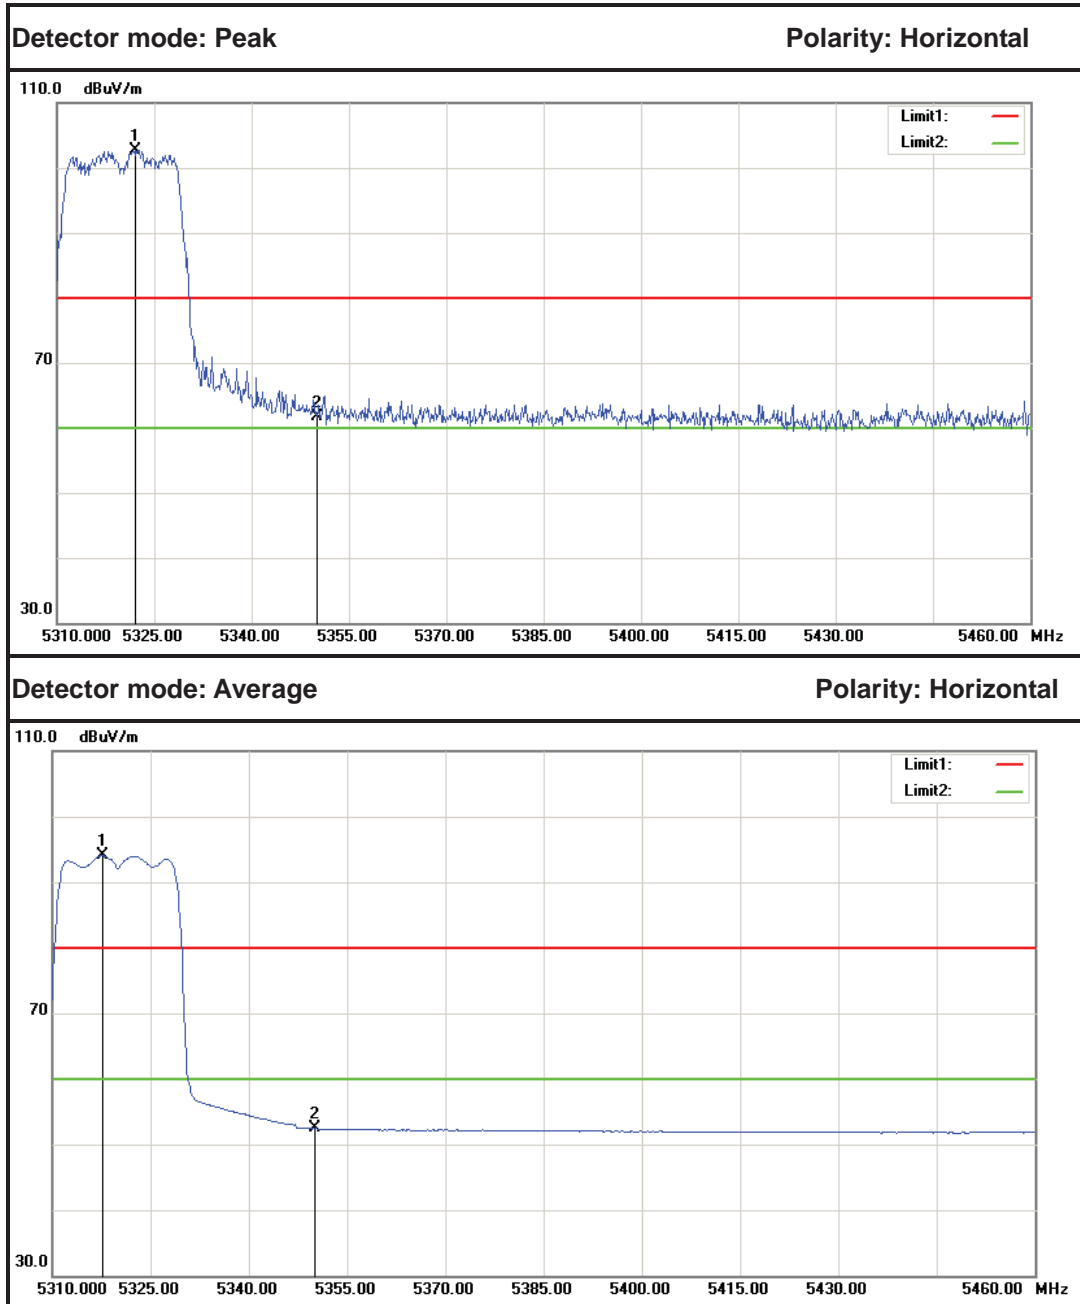 Detector mode: Peak Polarity: Horizontal
110.0 dBuV/m
Limit1:
Limit2:
1
70
2
30.0
5310.000 5325.00 5340.00 5355.00 5370.00 5385.00 5400.00 5415.00 5430.00 5460.00 MHz
Detector mode: Average Polarity: Horizontal
110.0 dBuV/m
Limit1:
Limit2:
1
70
2
30.0
5310.000 5325.00 5340.00 5355.00 5370.00 5385.00 5400.00 5415.00 5430.00 5460.00 MHz